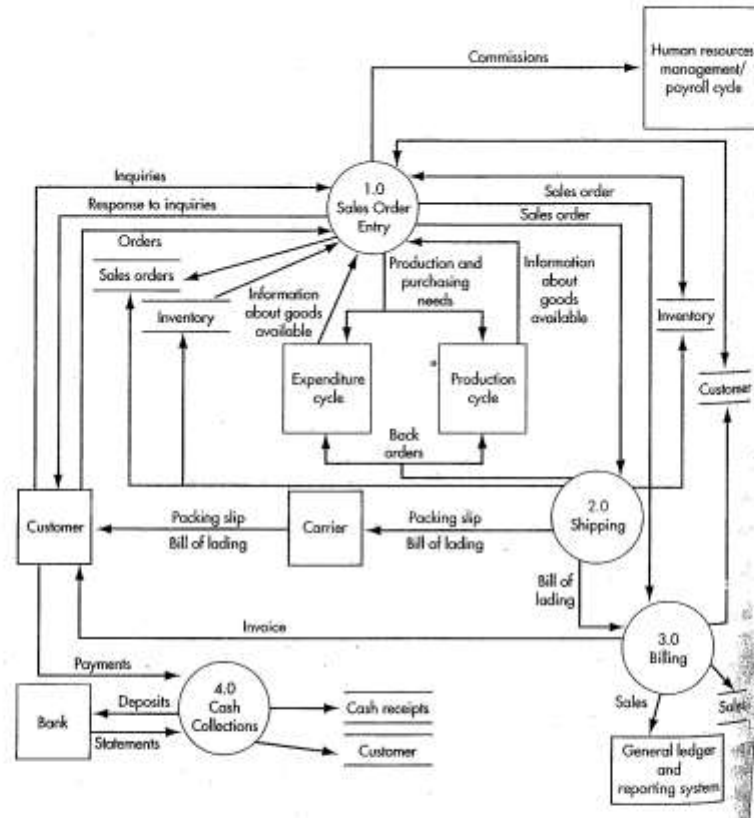 Commissions
Human resources
management/
payroll cycle
Inquiries
1.0
Sales Order
Entry
Sales order
Response to inquiries
Sales order
Orders
Sales orders
Production and
purchasing
needs
Information
about
goods
available
Information
about goods
available
Inventory
Inventory
Expenditure
cycle
Production
cycle
Customer
Back
orders
2.0
Shipping
Customer
Packing slip
Bill of lading
Carrier
Packing slip
Bill of lading
Bill of
lading
Invoice
3.0
Billing
Payments
4.0
Cash
Collections
Deposits
Bank
Statements
Cash receipts
Customer
Sales
Sales
General ledger
and
reporting system